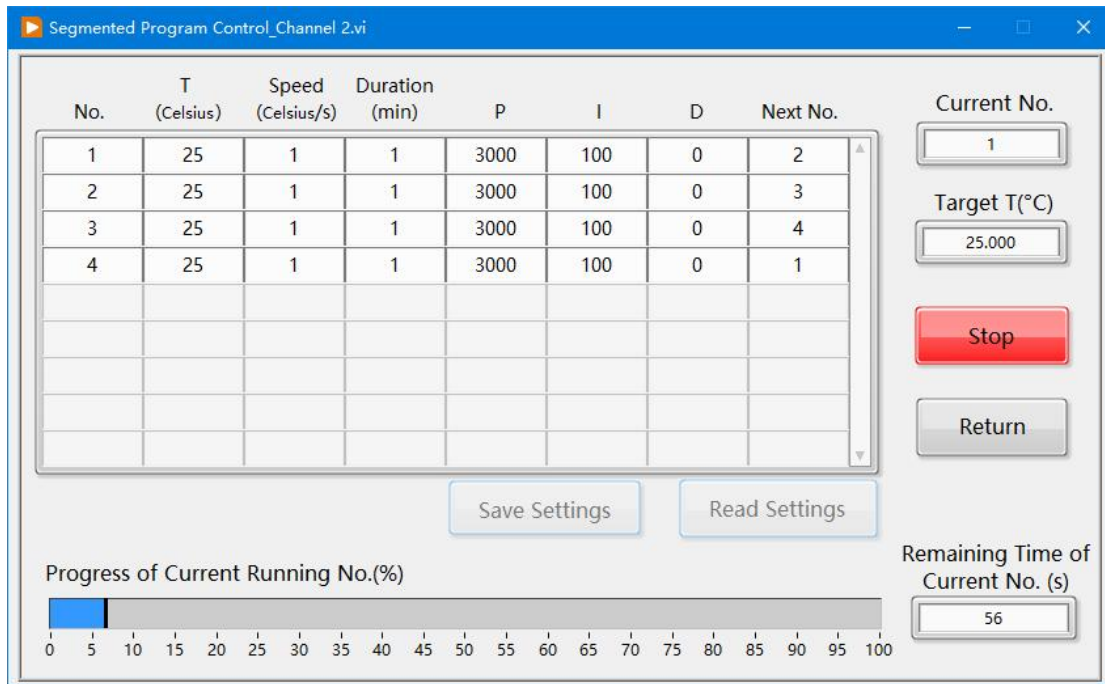 Segmented Program Control_Channel 2.vi
No. T (Celsius) Speed (Celsius/s) Duration (min) P I D Next No.
1 25 1 1 3000 100 0 2
2 25 1 1 3000 100 0 3
3 25 1 1 3000 100 0 4
4 25 1 1 3000 100 0 1
Current No.
1
Target T(°C)
25.000
Stop
Return
Save Settings Read Settings
Progress of Current Running No.(%)
0 5 10 15 20 25 30 35 40 45 50 55 60 65 70 75 80 85 90 95 100
Remaining Time of
Current No. (s)
56